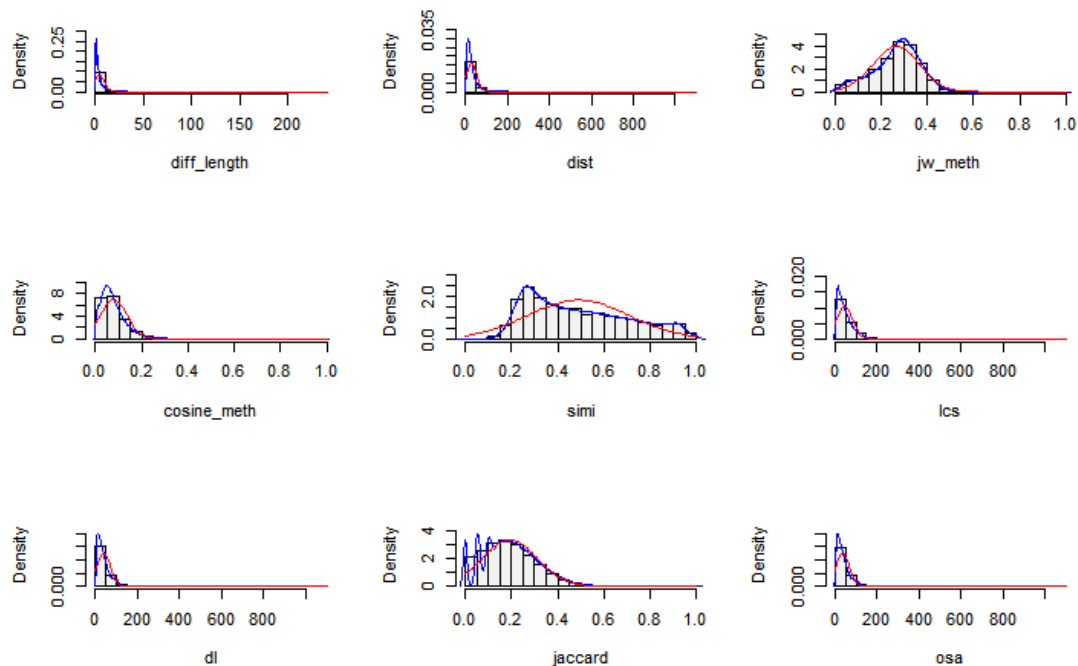 Density
0.00 0.25
0 50 100 150 200
diff_length
Density
0.000 0.035
0 200 400 600 800
dist
Density
0 2 4
0.0 0.2 0.4 0.6 0.8 1.0
jw_meth
Density
0 4 8
0.0 0.2 0.4 0.6 0.8 1.0
cosine_meth
Density
0.0 2.0
0.0 0.2 0.4 0.6 0.8 1.0
simi
Density
0.000 0.020
0 200 400 600 800
lcs
Density
0.000
0 200 400 600 800
dl
Density
0 2 4
0.0 0.2 0.4 0.6 0.8 1.0
jaccard
Density
0.000
0 200 400 600 800
osa